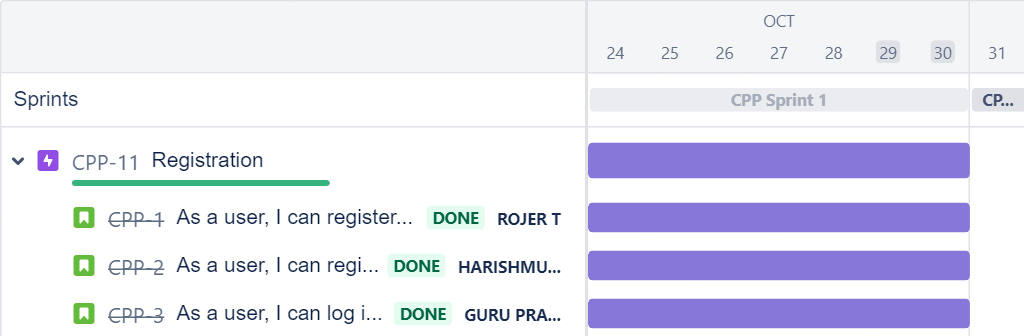 OCT
24 25 26 27 28 29 30 31
Sprints CPP Sprint 1 CP...
CPP-11 Registration
CPP-1 As a user, I can register... DONE ROJER T
CPP-2 As a user, I can regi... DONE HARISHMU...
CPP-3 As a user, I can log i... DONE GURU PRA...